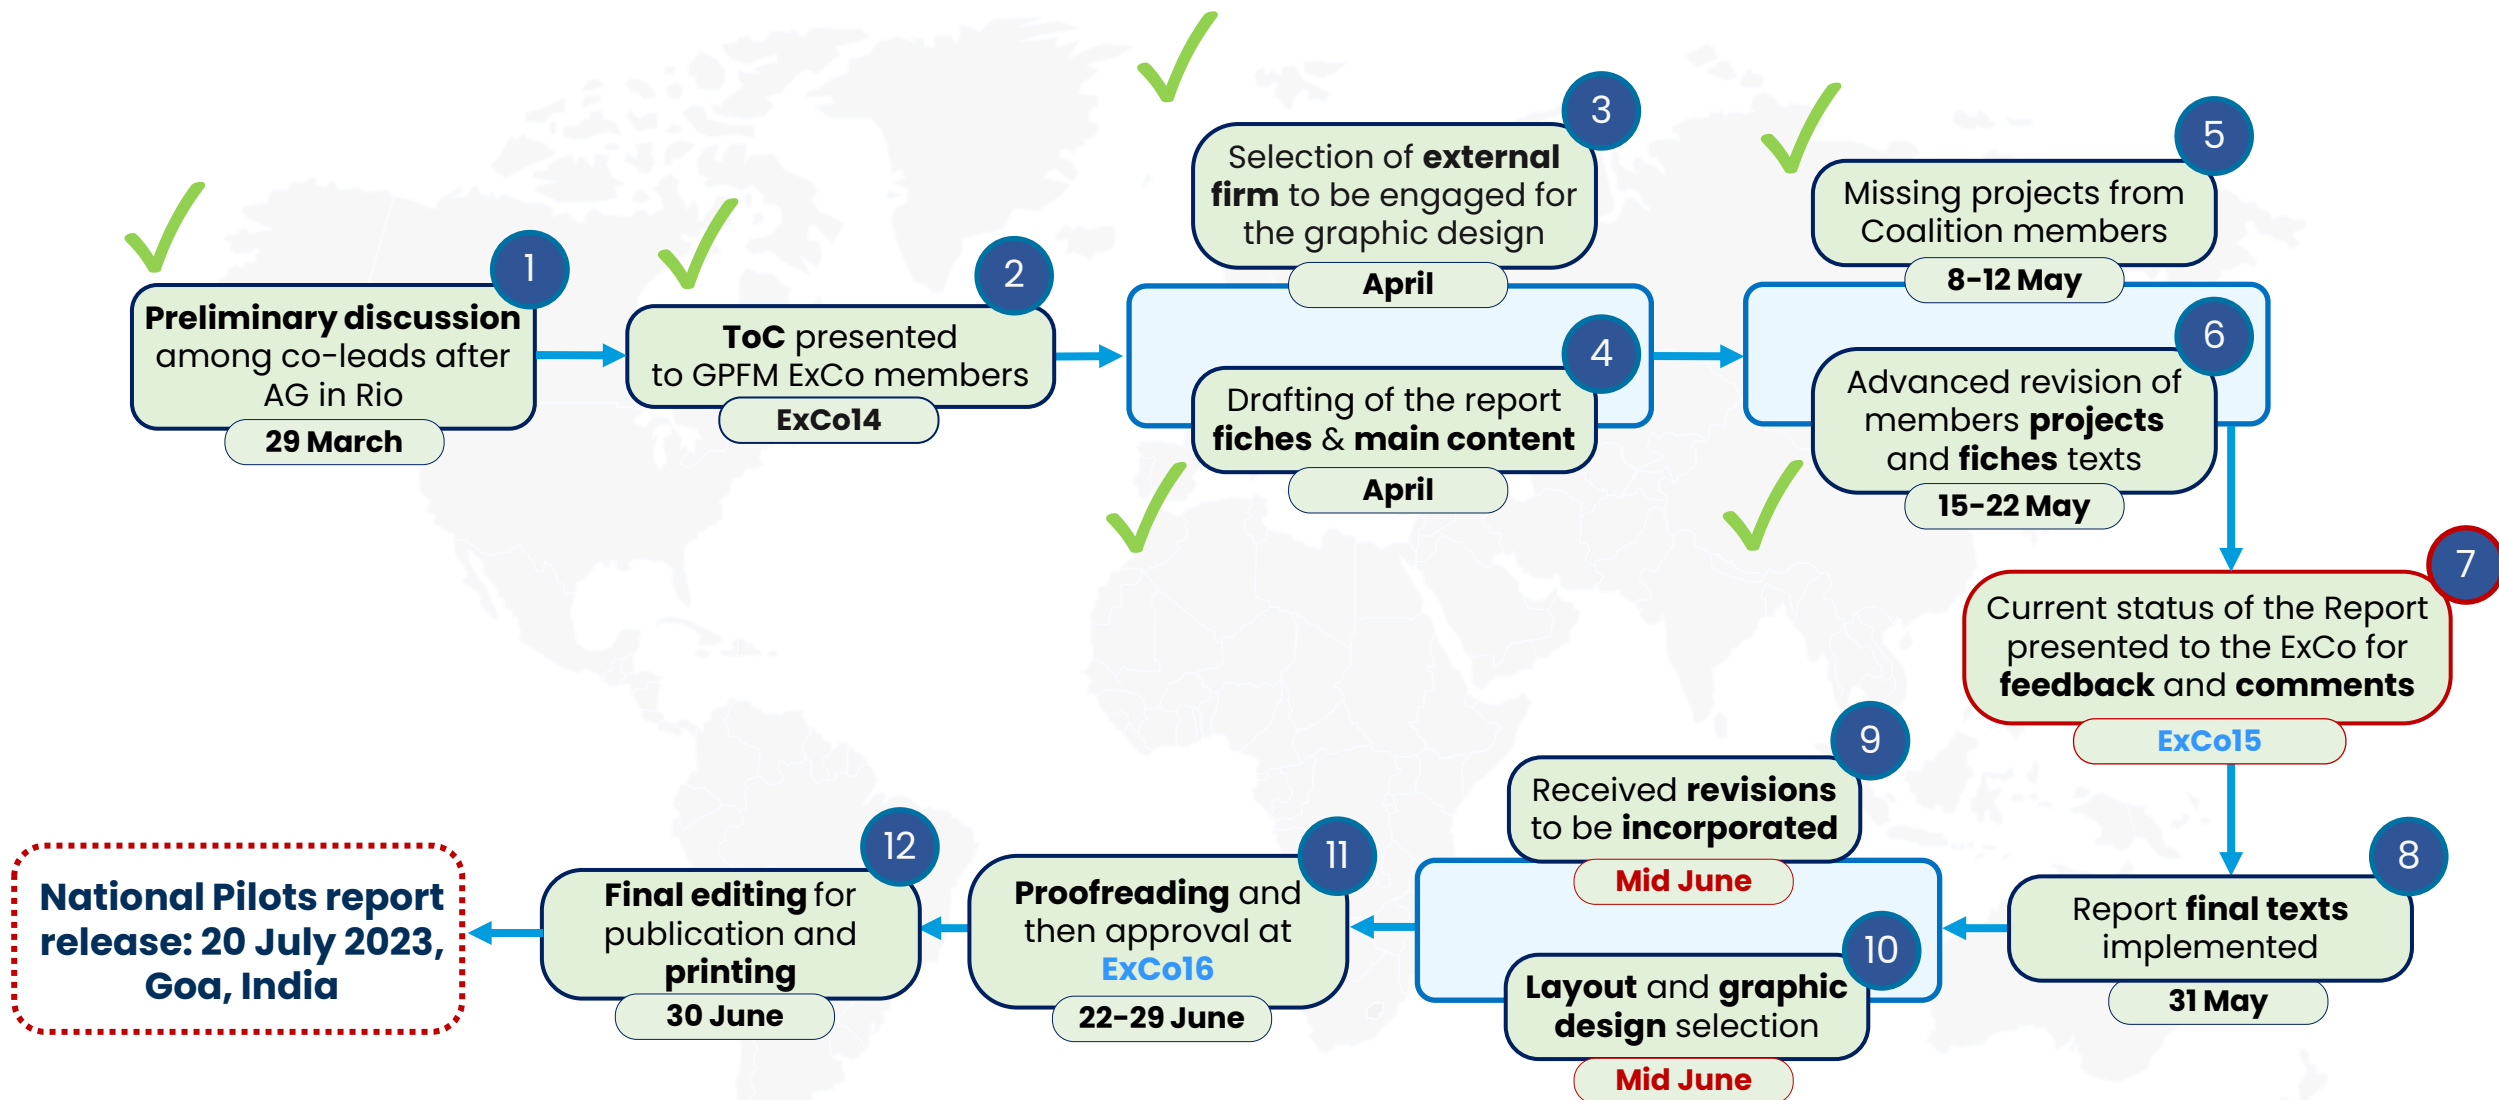 1
Preliminary discussion
among co-leads after
AG in Rio
29 March
2
ToC presented
to GPFM ExCo members
ExCo14
3
Selection of external
firm to be engaged for
the graphic design
April
4
Drafting of the report
fiches & main content
April
5
Missing projects from
Coalition members
8-12 May
6
Advanced revision of
members projects
and fiches texts
15-22 May
7
Current status of the Report
presented to the ExCo for
feedback and comments
ExCo15
8
Report final texts
implemented
31 May
9
Received revisions
to be incorporated
Mid June
10
Layout and graphic
design selection
Mid June
11
Proofreading and
then approval at
ExCo16
22-29 June
12
Final editing for
publication and
printing
30 June
National Pilots report
release: 20 July 2023,
Goa, India